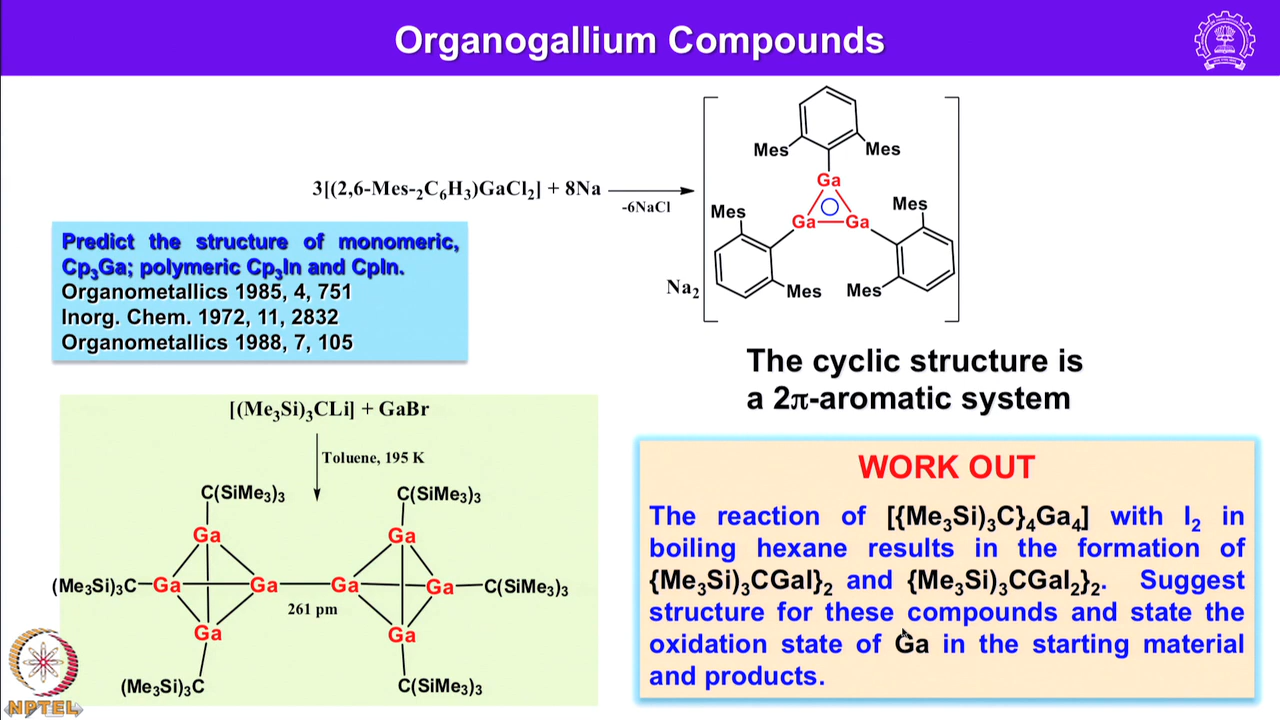 Organogallium Compounds
3[(2,6-Mes-₂C₆H₃)GaCl₂] + 8Na
-6NaCl
Na₂
Mes Mes
Ga
Mes Mes
Ga Ga
Mes Mes
Predict the structure of monomeric,
Cp₃Ga; polymeric Cp₃In and CpIn.
Organometallics 1985, 4, 751
Inorg. Chem. 1972, 11, 2832
Organometallics 1988, 7, 105
The cyclic structure is
a 2π-aromatic system
[(Me₃Si)₃CLi] + GaBr
Toluene, 195 K
C(SiMe₃)₃ C(SiMe₃)₃
Ga Ga
(Me₃Si)₃C Ga Ga Ga Ga C(SiMe₃)₃
261 pm
Ga Ga
(Me₃Si)₃C C(SiMe₃)₃
WORK OUT
The reaction of [{Me₃Si)₃C}₄Ga₄] with I₂ in
boiling hexane results in the formation of
{Me₃Si)₃CGaI}₂ and {Me₃Si)₃CGaI₂}₂. Suggest
structure for these compounds and state the
oxidation state of Ga in the starting material
and products.
NPTEL